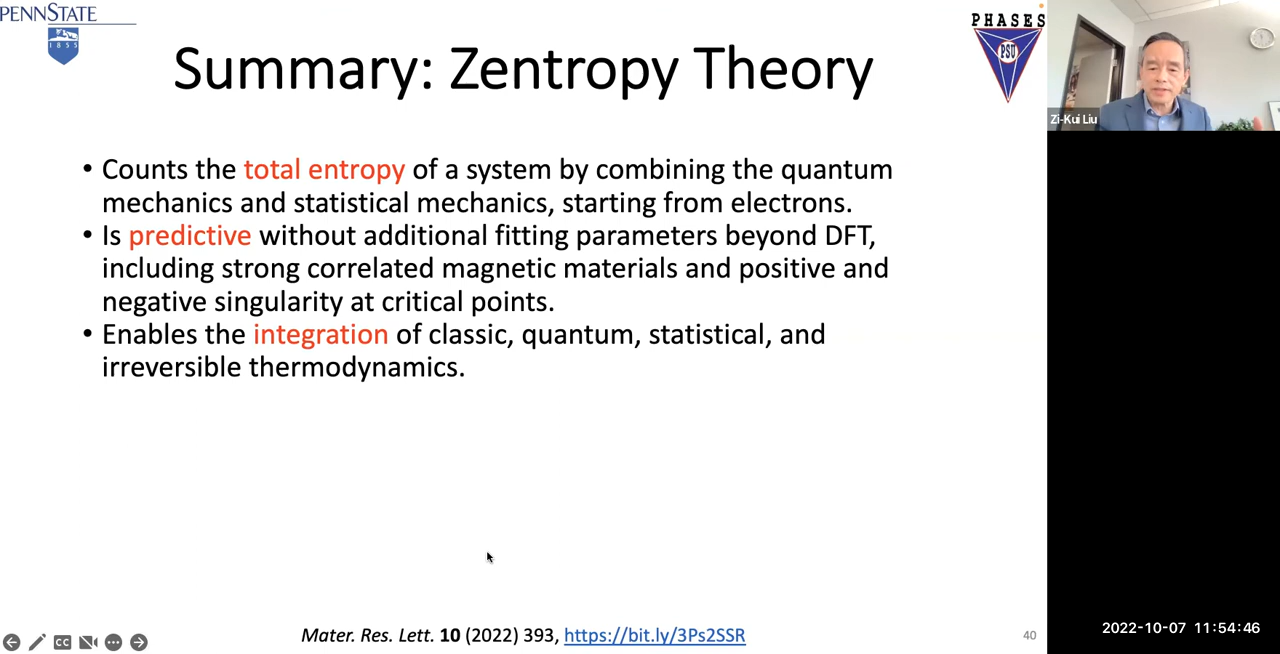 PENNSTATE
1855
Summary: Zentropy Theory
PHASES
PSU
Zi-Kui Liu
• Counts the total entropy of a system by combining the quantum
mechanics and statistical mechanics, starting from electrons.
• Is predictive without additional fitting parameters beyond DFT,
including strong correlated magnetic materials and positive and
negative singularity at critical points.
• Enables the integration of classic, quantum, statistical, and
irreversible thermodynamics.
CC
Mater. Res. Lett. 10 (2022) 393, https://bit.ly/3Ps2SSR
40
2022-10-07 11:54:46